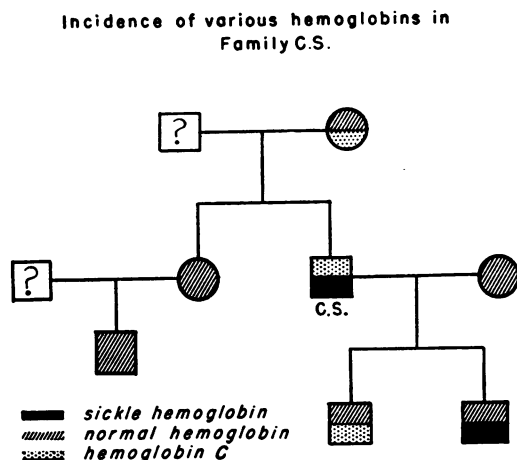 Incidence of various hemoglobins in
Family C.S.
?
?
C.S.
sickle hemoglobin
normal hemoglobin
hemoglobin C